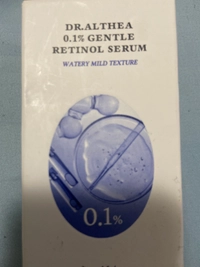 DR.ALTHEA
0.1% GENTLE
RETINOL SERUM
WATERY MILD TEXTURE
0.1%